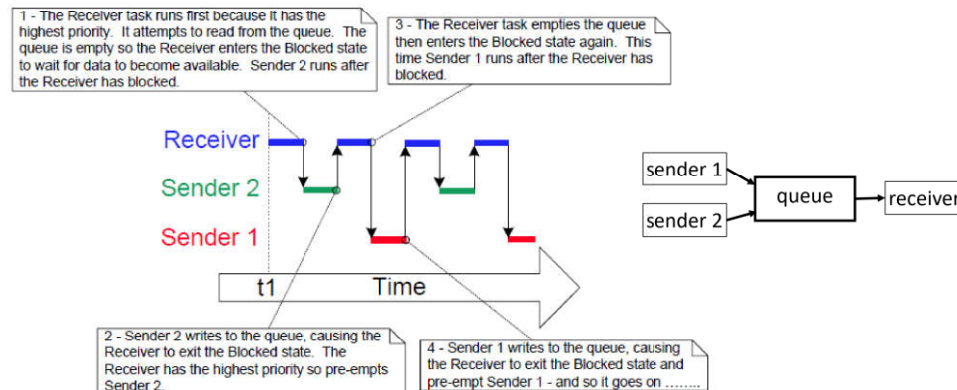 1 - The Receiver task runs first because it has the
highest priority. It attempts to read from the queue. The
queue is empty so the Receiver enters the Blocked state
to wait for data to become available. Sender 2 runs after
the Receiver has blocked.
3 - The Receiver task empties the queue
then enters the Blocked state again. This
time Sender 1 runs after the Receiver has
blocked.
Receiver
Sender 2
Sender 1
t1 Time
sender 1
sender 2
queue
receiver
2 - Sender 2 writes to the queue, causing the
Receiver to exit the Blocked state. The
Receiver has the highest priority so pre-empts
Sender 2.
4 - Sender 1 writes to the queue, causing
the Receiver to exit the Blocked state and
pre-empt Sender 1 - and so it goes on ........